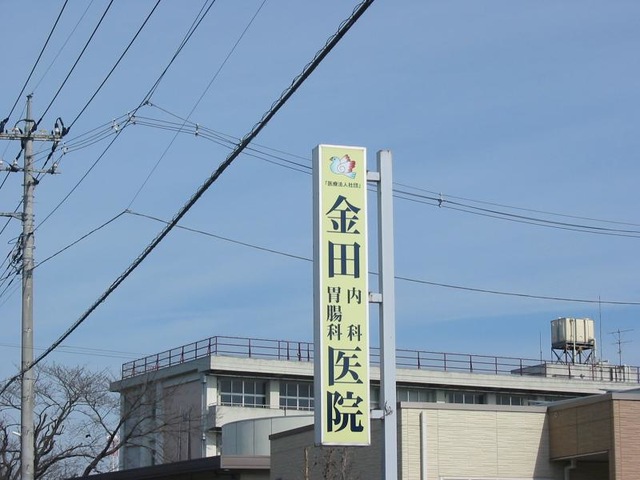 「医療法人社団」
金田
内科
胃腸科
医院